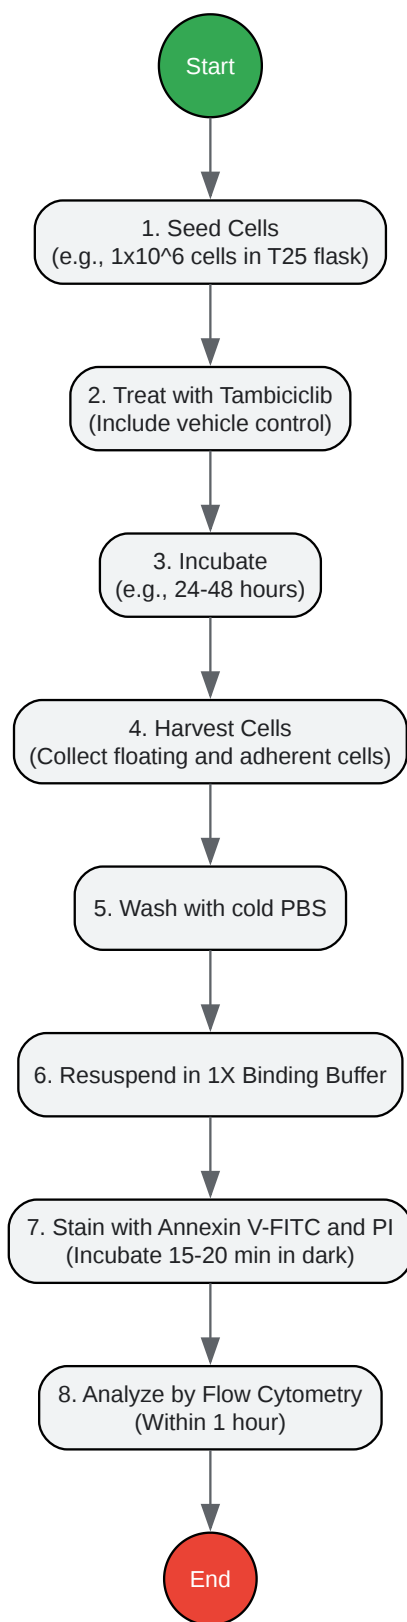 Start
1. Seed Cells
(e.g., 1x10^6 cells in T25 flask)
2. Treat with Tambiciclib
(Include vehicle control)
3. Incubate
(e.g., 24-48 hours)
4. Harvest Cells
(Collect floating and adherent cells)
5. Wash with cold PBS
6. Resuspend in 1X Binding Buffer
7. Stain with Annexin V-FITC and PI
(Incubate 15-20 min in dark)
8. Analyze by Flow Cytometry
(Within 1 hour)
End